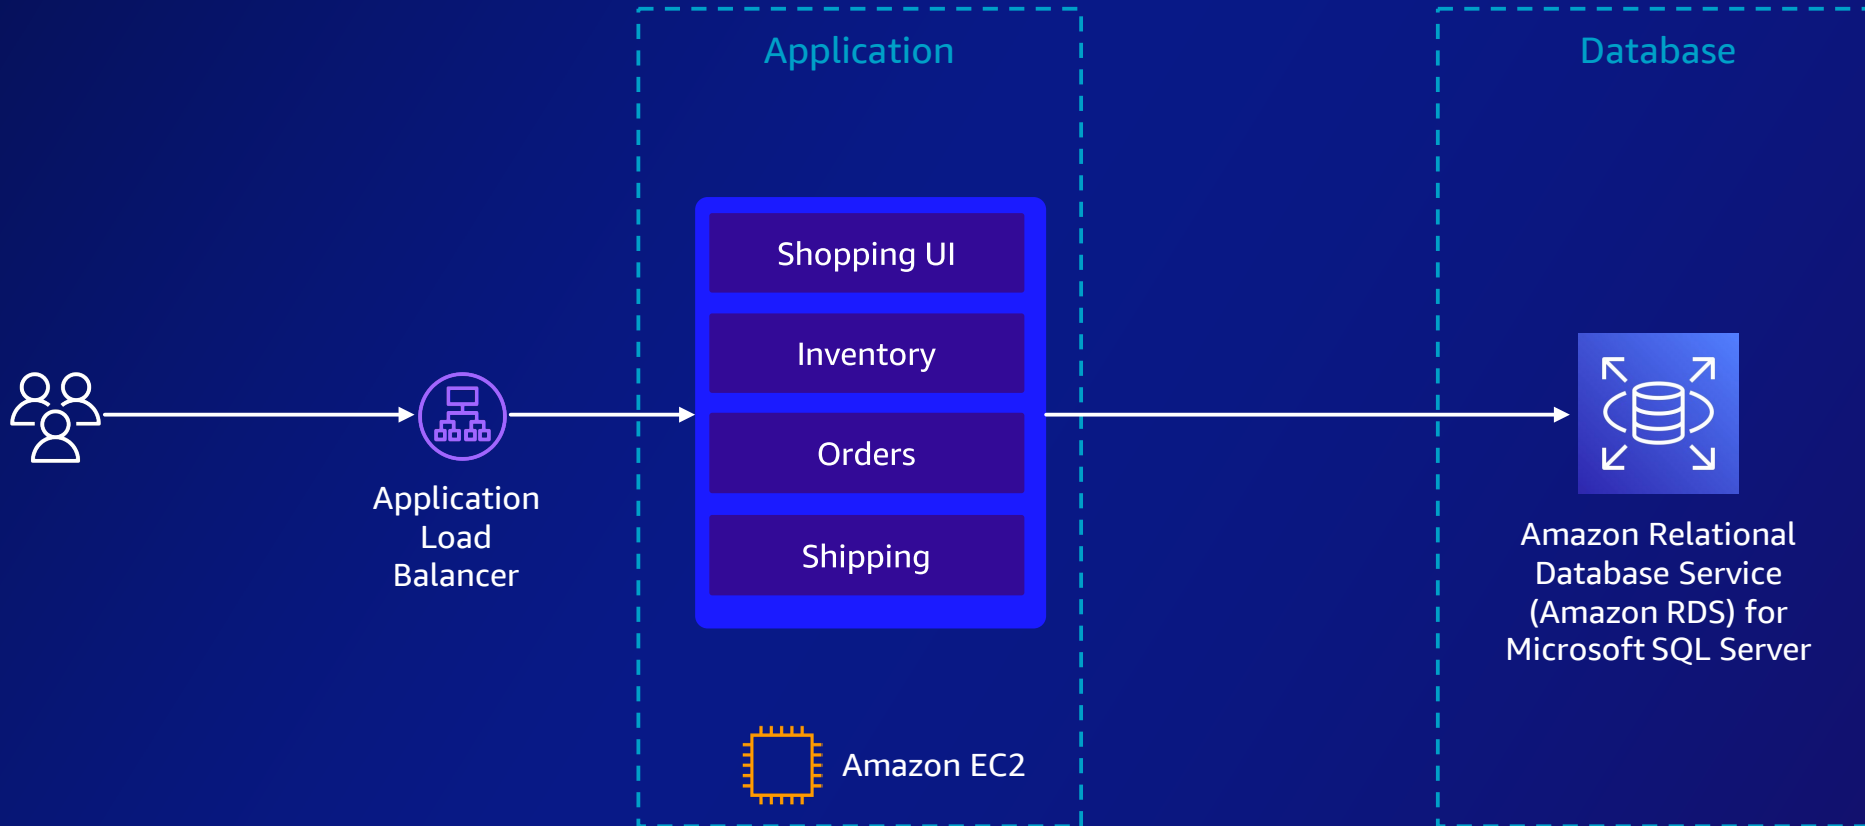 Application
Database
Shopping UI
Inventory
Orders
Shipping
Application
Load
Balancer
Amazon EC2
Amazon Relational
Database Service
(Amazon RDS) for
Microsoft SQL Server